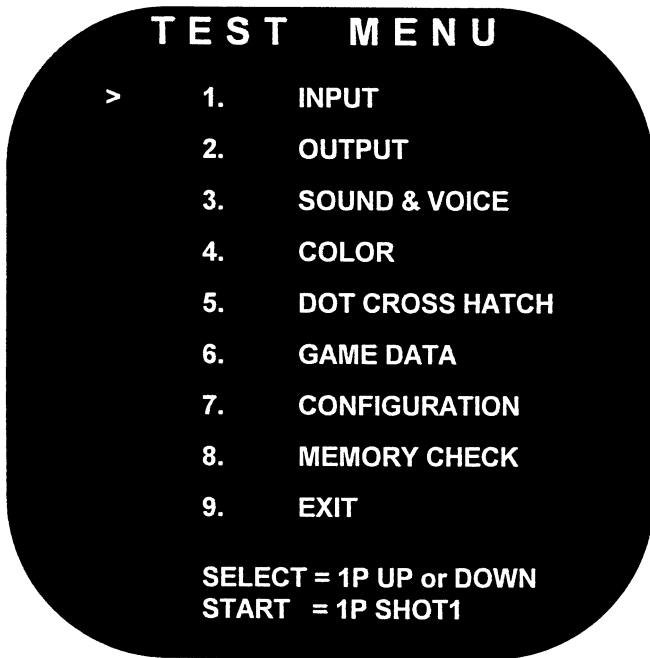 TEST MENU
> 1. INPUT
2. OUTPUT
3. SOUND & VOICE
4. COLOR
5. DOT CROSS HATCH
6. GAME DATA
7. CONFIGURATION
8. MEMORY CHECK
9. EXIT
SELECT = 1P UP or DOWN
START = 1P SHOT1